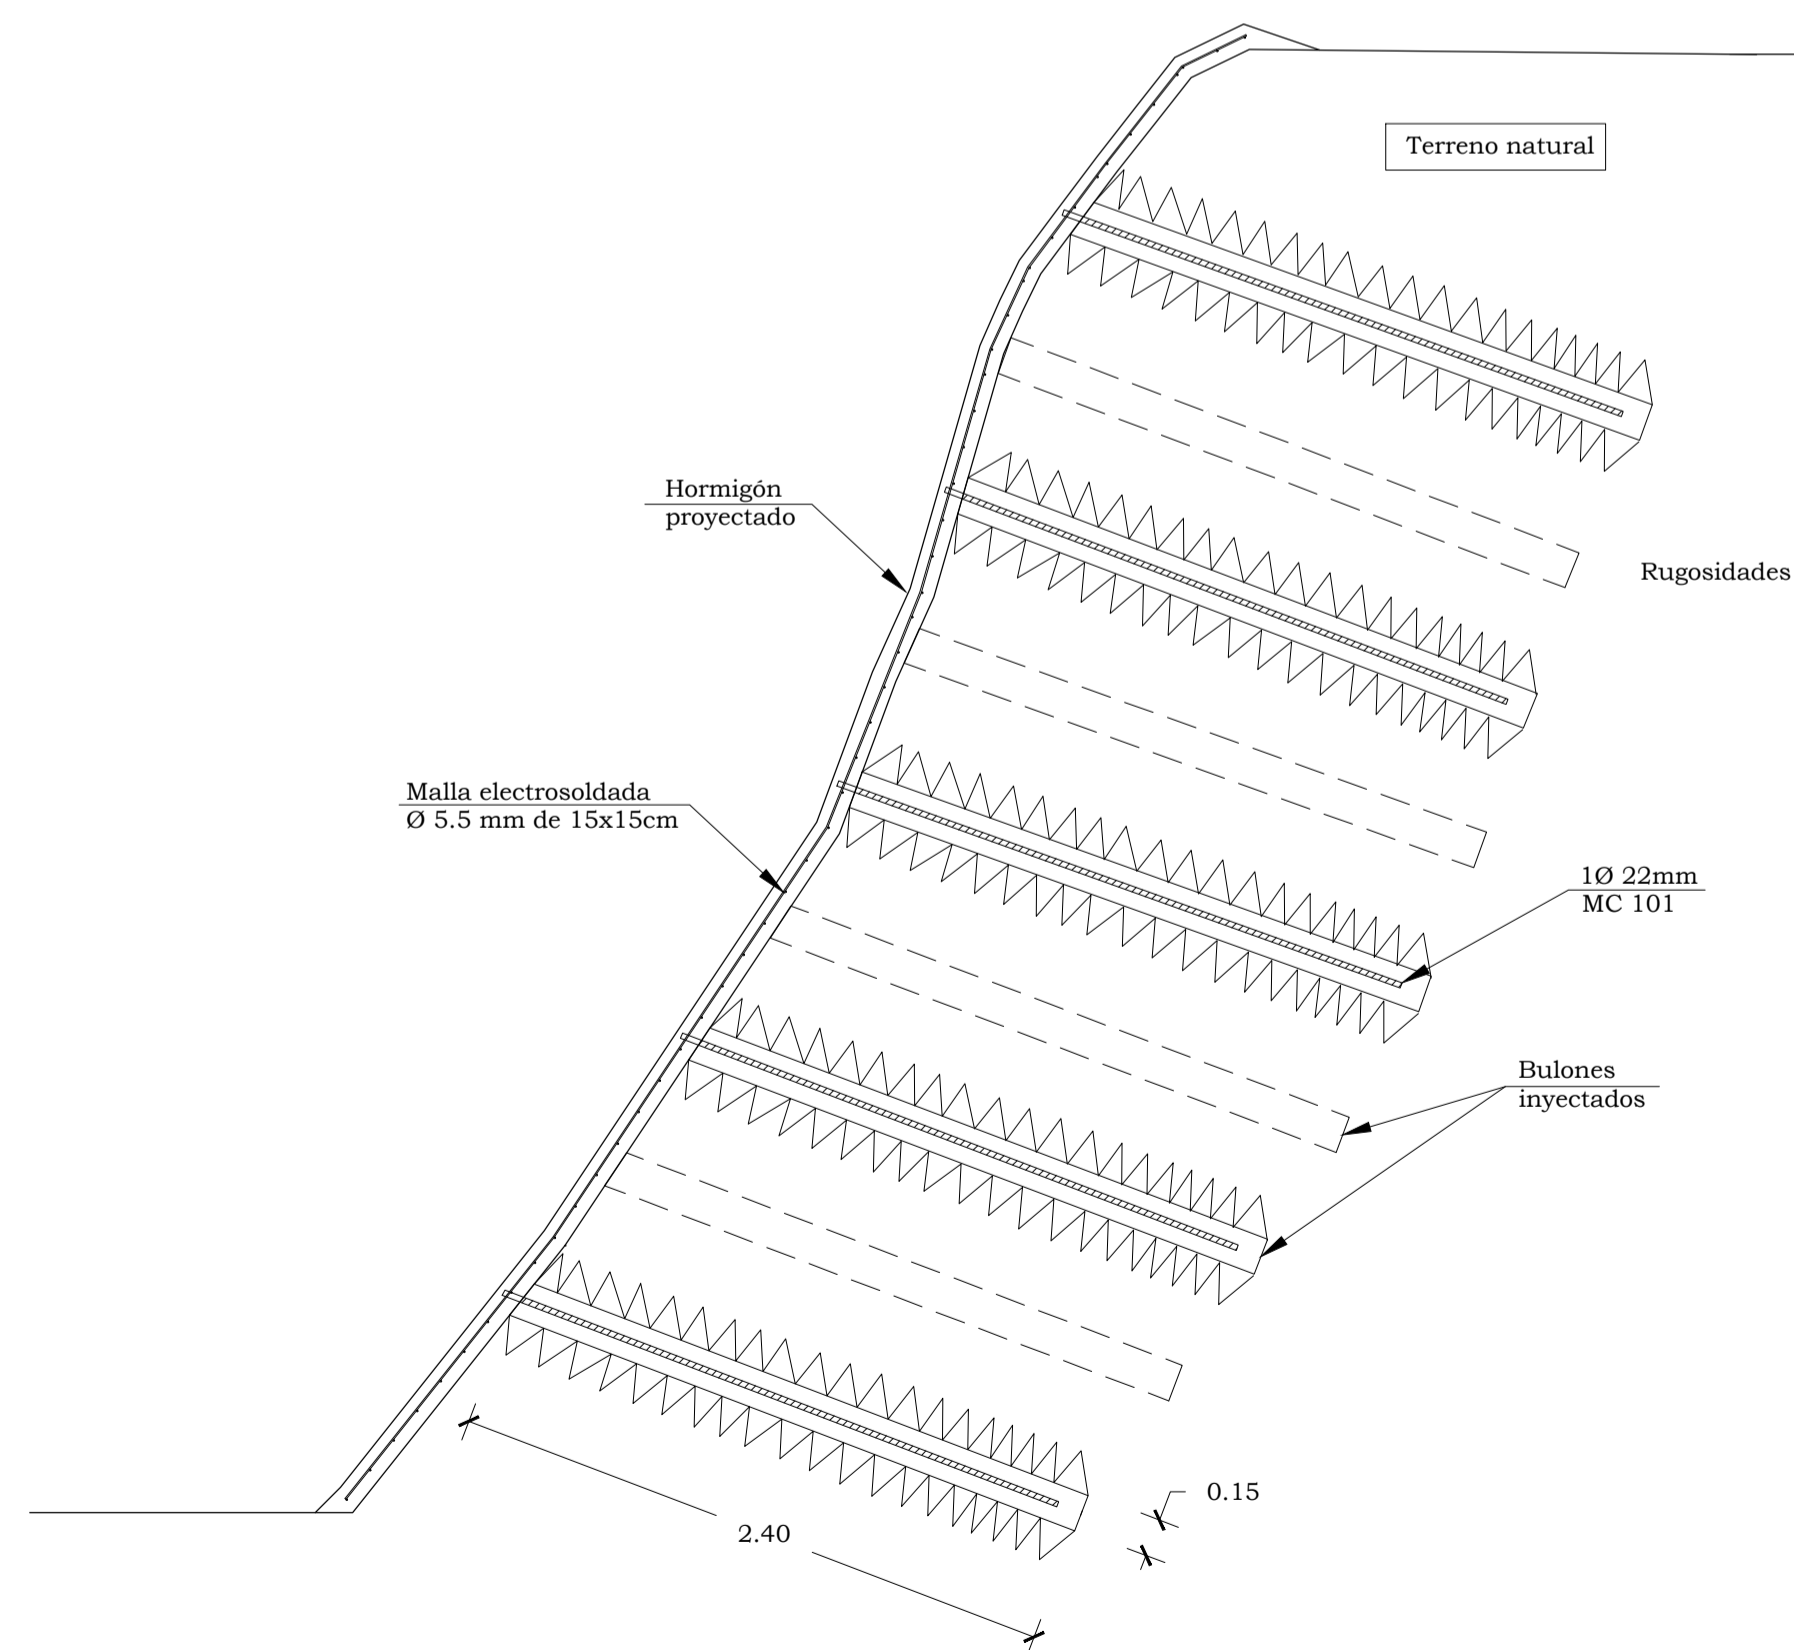 Terreno natural
Hormigón
proyectado
Rugosidades
Malla electrosoldada
Ø 5.5 mm de 15x15cm
1Ø 22mm
MC 101
Bulones
inyectados
0.15
2.40